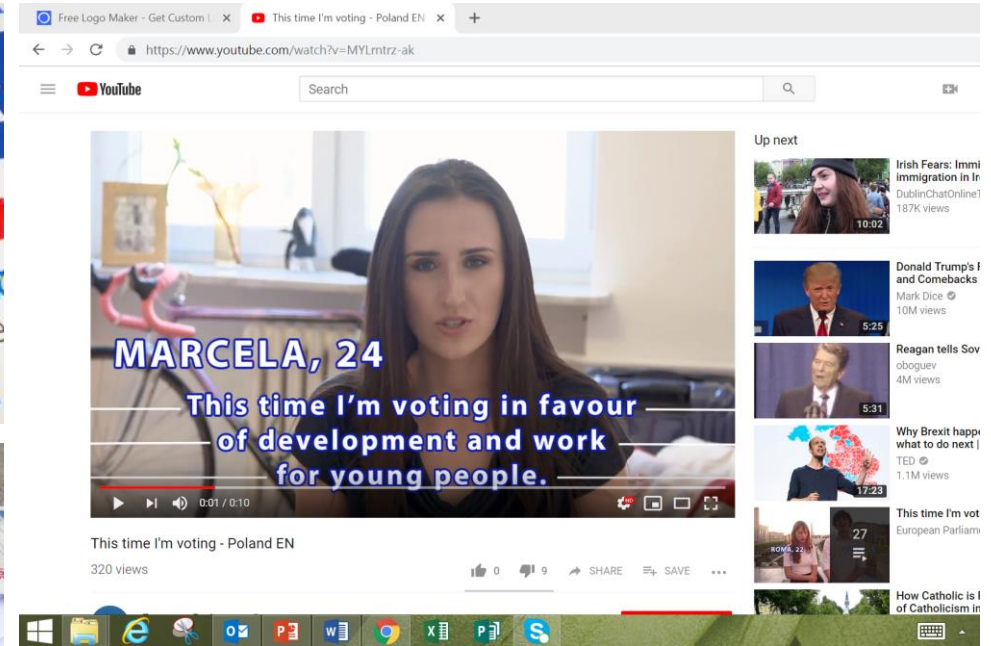 Free Logo Maker - Get Custom L
This time I'm voting - Poland EN
https://www.youtube.com/watch?v=MYLrntrz-ak
YouTube
Search
Up next
MARCELA, 24
This time I'm voting in favour
of development and work
for young people.
0:01 / 0:10
HD
Irish Fears: Immi
immigration in Ir
DublinChatOnlineT
187K views
10:02
Donald Trump's F
and Comebacks
Mark Dice
10M views
5:25
Reagan tells Sov
oboguev
4M views
5:31
Why Brexit happe
what to do next |
TED
1.1M views
17:23
This time I'm vot
European Parliame
ROMA, 22
27
How Catholic is I
of Catholicism in
This time I'm voting - Poland EN
320 views
0
9
SHARE
SAVE